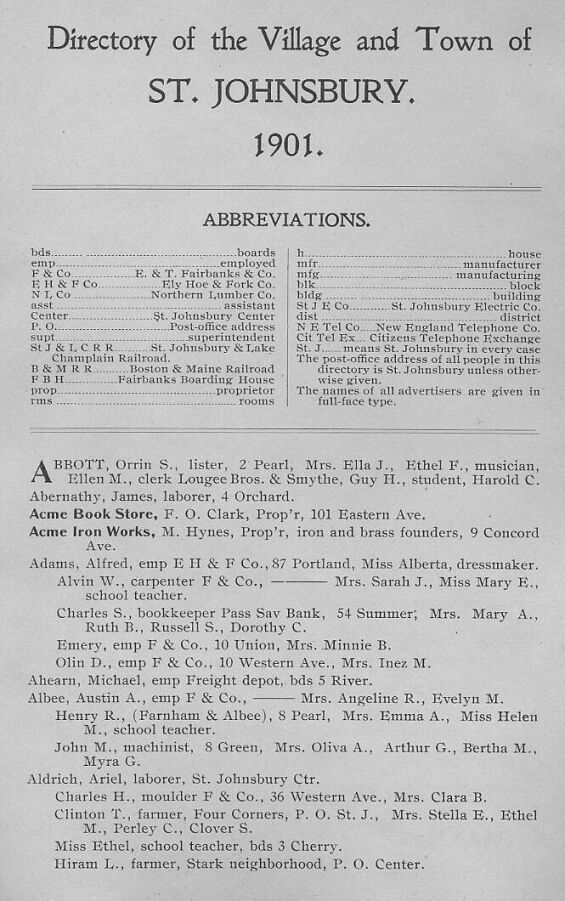 Directory of the Village and Town of
ST. JOHNSBURY.
1901.
ABBREVIATIONS.
bds..........boards
emp..........employed
F & Co..........E. & T. Fairbanks & Co.
E H & F Co..........Ely Hoe & Fork Co.
N L Co..........Northern Lumber Co.
asst..........assistant
Center..........St. Johnsbury Center
P. O..........Post-office address
supt..........superintendent
St J & L C R R..........St. Johnsbury & Lake
Champlain Railroad.
B & M R R..........Boston & Maine Railroad
F B H..........Fairbanks Boarding House
prop..........proprietor
rms..........rooms
h..........house
mfr..........manufacturer
mfg..........manufacturing
blk..........block
bldg..........building
St J E Co..........St. Johnsbury Electric Co.
dist..........district
N E Tel Co.....New England Telephone Co.
Cit Tel Ex... Citizens Telephone Exchange
St. J.....means St. Johnsbury in every case
The post-office address of all people in this
directory is St. Johnsbury unless other-
wise given.
The names of all advertisers are given in
full-face type.
ABBOTT, Orrin S., lister, 2 Pearl, Mrs. Ella J., Ethel F., musician,
Ellen M., clerk Lougee Bros. & Smythe, Guy H., student, Harold C.
Abernathy, James, laborer, 4 Orchard.
Acme Book Store, F. O. Clark, Prop'r, 101 Eastern Ave.
Acme Iron Works, M. Hynes, Prop'r, iron and brass founders, 9 Concord
Ave.
Adams, Alfred, emp E H & F Co., 87 Portland, Miss Alberta, dressmaker.
Alvin W., carpenter F & Co., ——— Mrs. Sarah J., Miss Mary E.,
school teacher.
Charles S., bookkeeper Pass Sav Bank, 54 Summer; Mrs. Mary A.,
Ruth B., Russell S., Dorothy C.
Emery, emp F & Co., 10 Union, Mrs. Minnie B.
Olin D., emp F & Co., 10 Western Ave., Mrs. Inez M.
Ahearn, Michael, emp Freight depot, bds 5 River.
Albee, Austin A., emp F & Co., ——— Mrs. Angeline R., Evelyn M.
Henry R., (Farnham & Albee), 8 Pearl, Mrs. Emma A., Miss Helen
M., school teacher.
John M., machinist, 8 Green, Mrs. Oliva A., Arthur G., Bertha M.,
Myra G.
Aldrich, Ariel, laborer, St. Johnsbury Ctr.
Charles H., moulder F & Co., 36 Western Ave., Mrs. Clara B.
Clinton T., farmer, Four Corners, P. O. St. J., Mrs. Stella E., Ethel
M., Perley C., Clover S.
Miss Ethel, school teacher, bds 3 Cherry.
Hiram L., farmer, Stark neighborhood, P. O. Center.